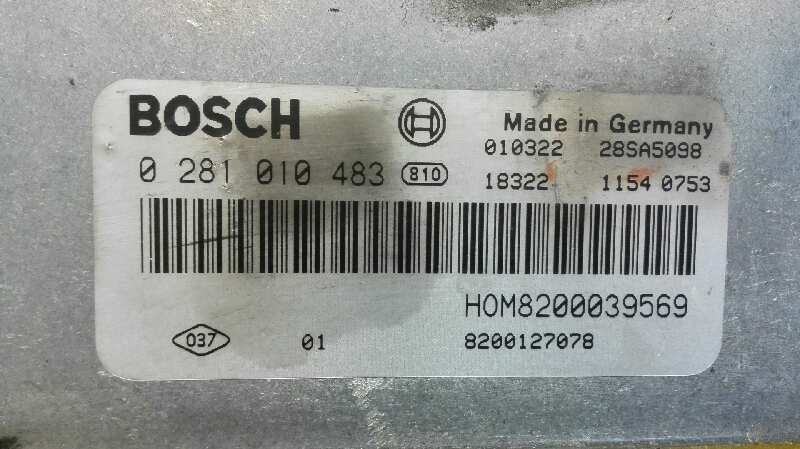 BOSCH Made in Germany
010322 28SA5098
0 281 010 483 810 18322 1154 0753
HOM8200039569
037 01 8200127078